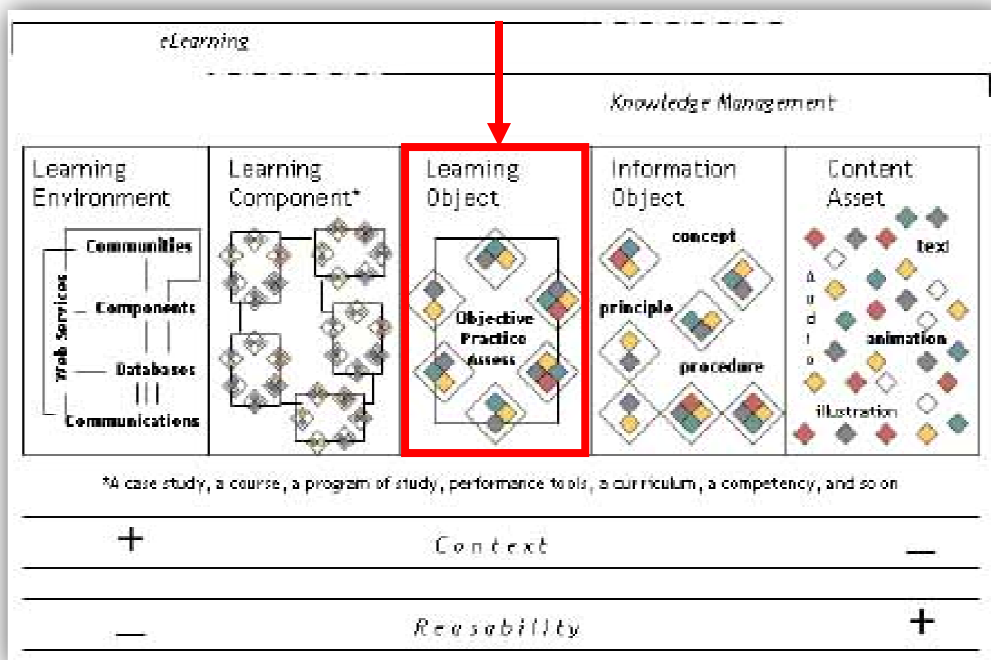 eLearning
Knowledge Management
Learning
Environment
Communities
Components
Databases
Communications
Web Services
Learning
Component*
Learning
Object
Objective
Practice
Assess
Information
Object
concept
principle
procedure
Content
Asset
text
Audio
animation
illustration
*A case study, a course, a program of study, performance tools, a curriculum, a competency, and so on
+ Context —
— Reusability +